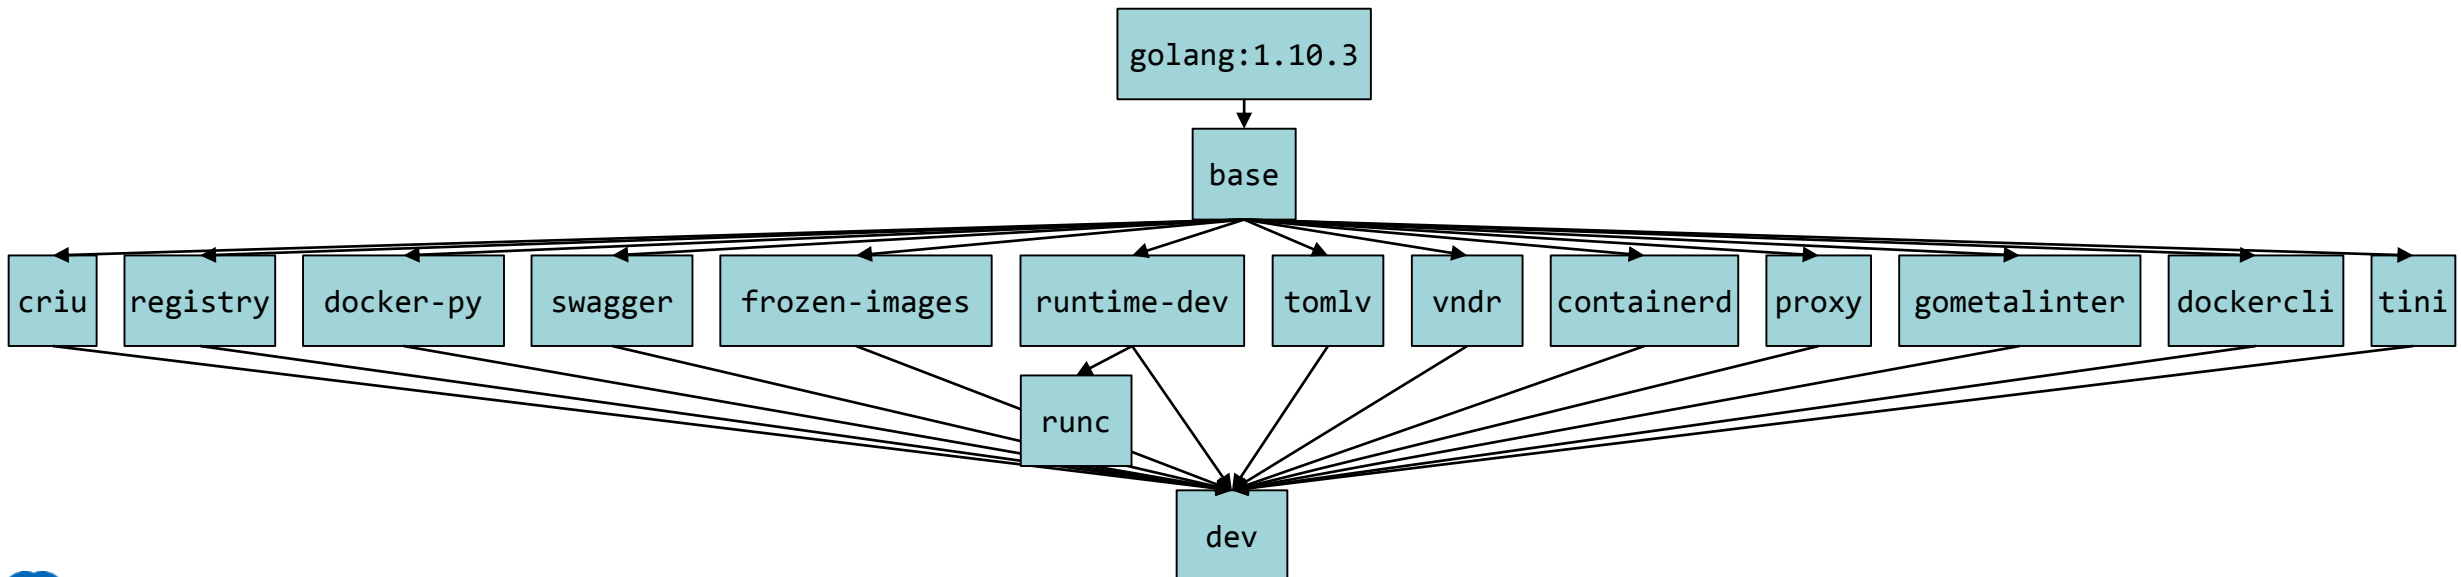 golang:1.10.3
base
criu
registry
docker-py
swagger
frozen-images
runtime-dev
tomlv
vndr
containerd
proxy
gometalinter
dockercli
tini
runc
dev